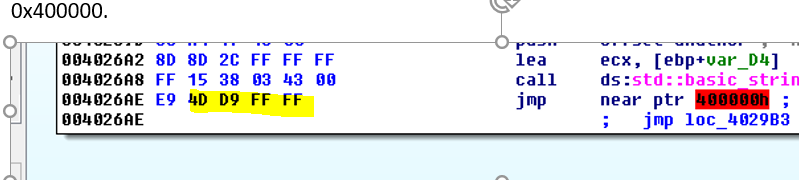 0x400000.
004026A2 8D 8D 2C FF FF FF lea ecx, [ebp+var_D4]
004026A8 FF 15 38 03 43 00 call ds:std::basic_strin
004026AE E9 4D D9 FF FF jmp near ptr 400000h ;
004026AE ; jmp loc_4029B3